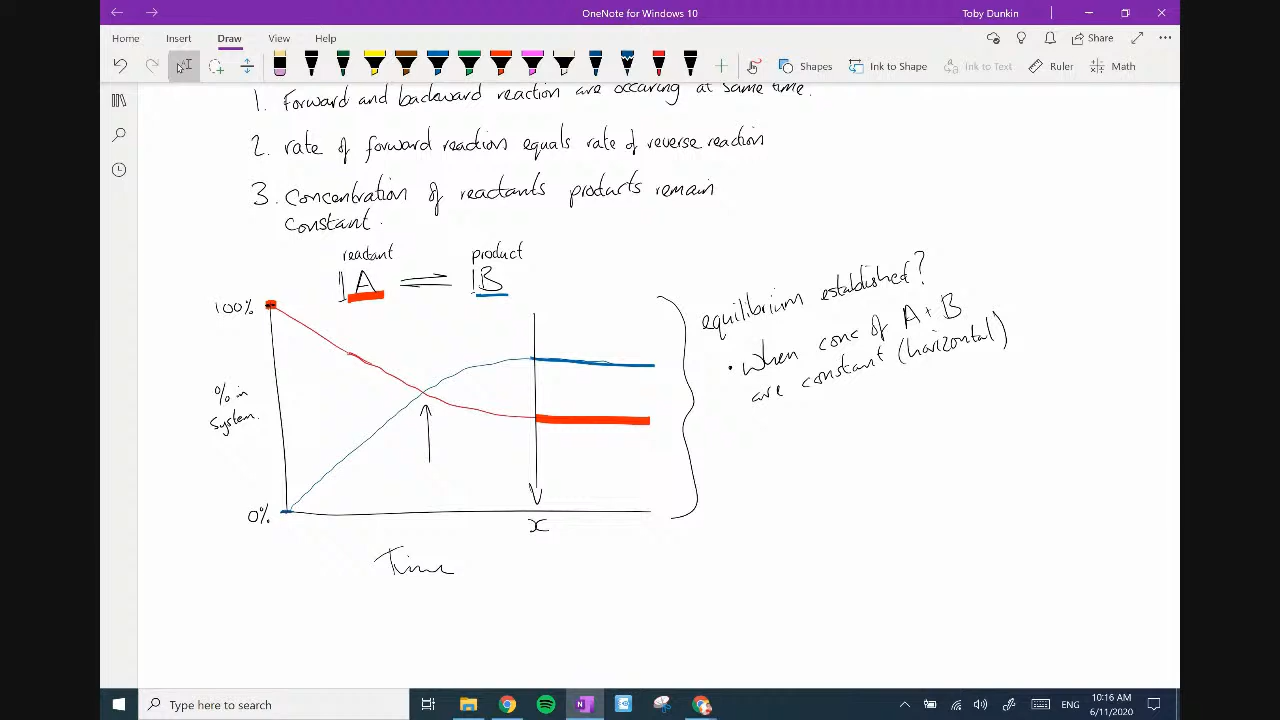 OneNote for Windows 10
Toby Dunkin
Home Insert Draw View Help
Share
Shapes
Ink to Shape
Ink to Text
Ruler
Math
1. Forward and backward reaction are occaring at same time.
2. rate of forward reaction equals rate of reverse reaction
3. Concentration of reactants products remain
constant.
reactant product
1A ⇌ 1B
100%
% in
system.
0%
x
Time
equilibrium established?
• When conc of A + B
are constant (horizontal)
Type here to search
ENG
10:16 AM
6/11/2020